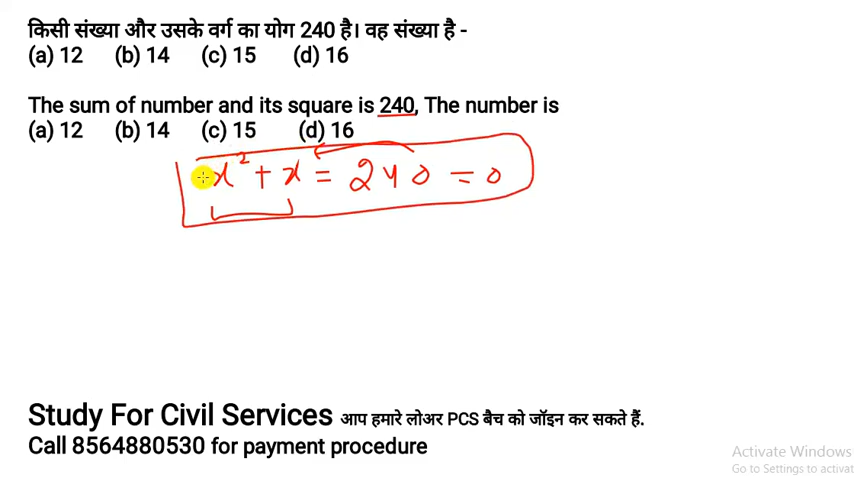 किसी संख्या और उसके वर्ग का योग 240 है। वह संख्या है -
(a) 12 (b) 14 (c) 15 (d) 16
The sum of number and its square is 240, The number is
(a) 12 (b) 14 (c) 15 (d) 16
x² + x = 240 = 0
Study For Civil Services आप हमारे लोअर PCS बैच को जॉइन कर सकते हैं.
Call 8564880530 for payment procedure
Activate Windows
Go to Settings to activat